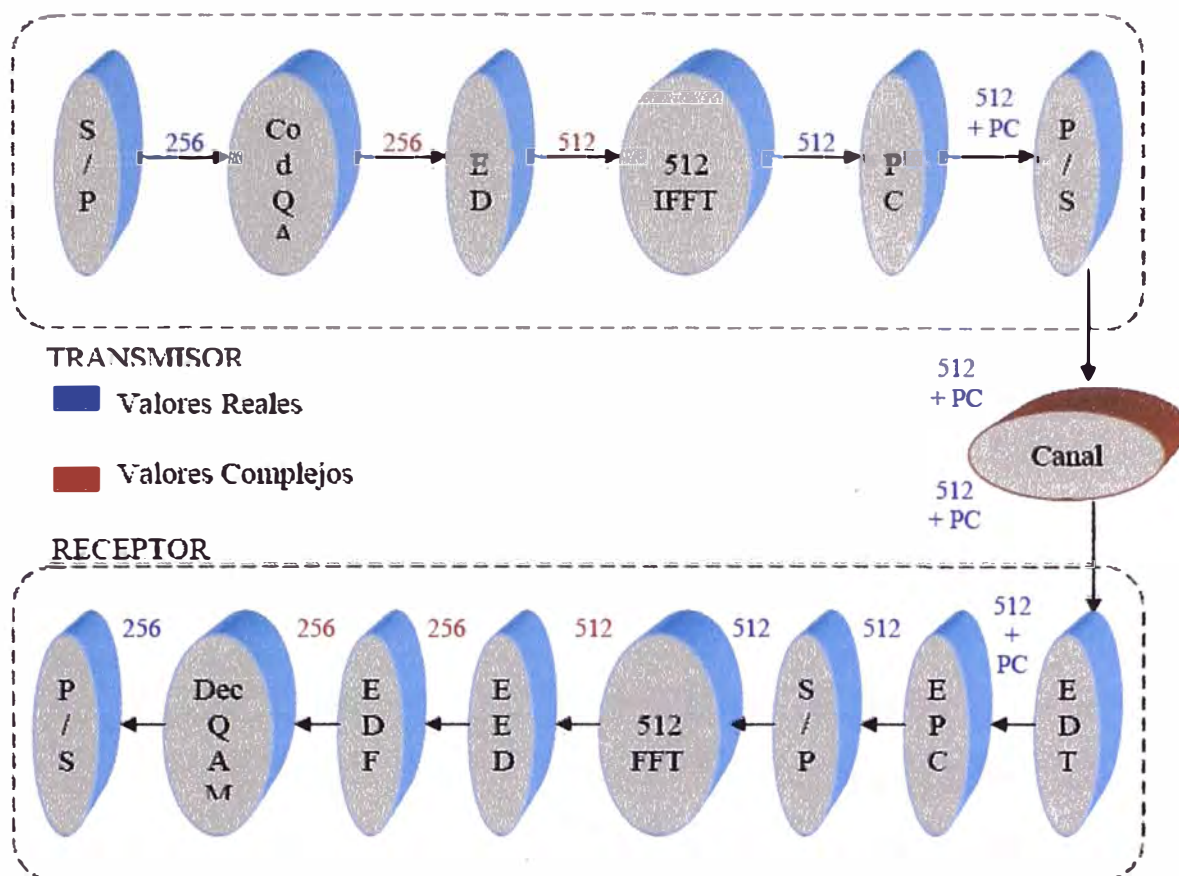 S / P
256
Co d Q A
256
E D
512
512 IFFT
512
P C
512 + PC
P / S
TRANSMISOR
Valores Reales
Valores Complejos
512 + PC
Canal
512 + PC
RECEPTOR
P / S
256
Dec Q A M
256
E D F
256
E E D
512
512 FFT
512
S / P
512
E P C
512 + PC
E D T